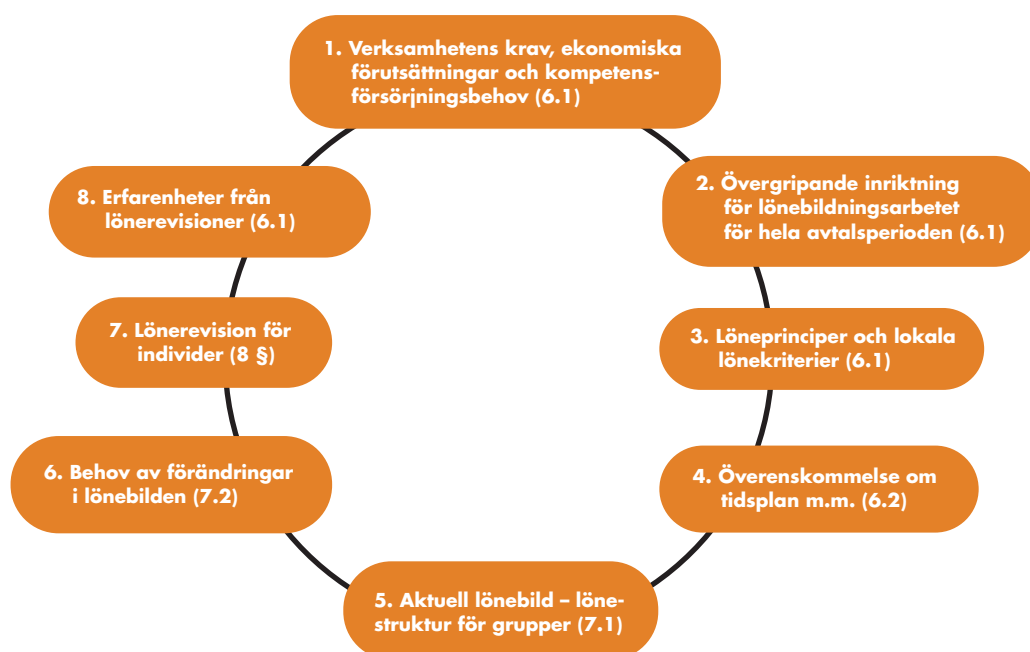 1. Verksamhetens krav, ekonomiska
förutsättningar och kompetens-
försörjningsbehov (6.1)
2. Övergripande inriktning
för lönebildningsarbetet
för hela avtalsperioden (6.1)
3. Löneprinciper och lokala
lönekriterier (6.1)
4. Överenskommelse om
tidsplan m.m. (6.2)
5. Aktuell lönebild – löne-
struktur för grupper (7.1)
6. Behov av förändringar
i lönebilden (7.2)
7. Lönerevision för
individer (8 §)
8. Erfarenheter från
lönerevisioner (6.1)